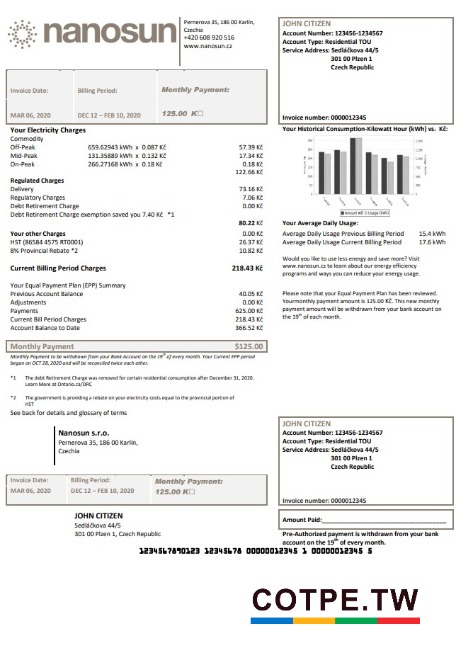 nanosun
Pernerova 35, 186 00 Karlin,
Czechia
+420 608 920 516
www.nanosun.cz
JOHN CITIZEN
Account Number: 123456-1234567
Account Type: Residential TOU
Service Address: Sedláčkova 44/5
301 00 Plzen 1
Czech Republic
Invoice number: 0000012345
Invoice Date: Billing Period: Monthly Payment:
MAR 06, 2020 DEC 12 – FEB 10, 2020 125.00 K□
Your Electricity Charges
Commodity
Off-Peak 659.62943 kWh x 0.087 Kč 57.39 Kč
Mid-Peak 131.35889 kWh x 0.132 Kč 17.34 Kč
On-Peak 266.27168 kWh x 0.18 Kč 0.18 Kč
122.66 Kč
Regulated Charges
Delivery 73.16 Kč
Regulatory Charges 7.06 Kč
Debt Retirement Charge 0.00 Kč
Debt Retirement Charge exemption saved you 7.40 Kč *1
80.22 Kč
Your other Charges 0.00 Kč
HST (86584 4575 RT0001) 26.37 Kč
8% Provincial Rebate *2 10.82 Kč
Current Billing Period Charges 218.43 Kč
Your Equal Payment Plan (EPP) Summary
Previous Account Balance 40.05 Kč
Adjustments 0.00 Kč
Payments 625.00 Kč
Current Bill Period Charges 218.43 Kč
Account Balance to Date 366.52 Kč
Your Historical Consumption-Kilowatt Hour (kWh) vs. Kč:
Your Average Daily Usage:
Average Daily Usage Previous Billing Period 15.4 kWh
Average Daily Usage Current Billing Period 17.6 kWh
Would you like to use less energy and save more? Visit
www.nanosun.cz to learn about our energy efficiency
programs and ways you can reduce your energy usage.
Please note that your Equal Payment Plan has been reviewed.
Yourmonthly payment amount is 125.00 Kč. This new monthly
payment amount will be withdrawn from your bank account on
the 19th of each month.
Monthly Payment $125.00
Monthly Payment to be withdrawn from your Bank Account on the 19th of every month. Your Current EPP period
began on OCT 28, 2020 and will be reconciled twice each other.
*1 The debt Retirement Charge was removed for certain residential consumption after December 31, 2020.
Learn More at Ontario.ca/DRC
*2 The government is providing a rebate on your electricity costs equal to the provincial portion of
HST
See back for details and glossary of terms
Nanosun s.r.o.
Pernerova 35, 186 00 Karlin,
Czechia
JOHN CITIZEN
Account Number: 123456-1234567
Account Type: Residential TOU
Service Address: Sedláčkova 44/5
301 00 Plzen 1
Czech Republic
Invoice number: 0000012345
Invoice Date: Billing Period: Monthly Payment:
MAR 06, 2020 DEC 12 – FEB 10, 2020 125.00 K□
JOHN CITIZEN
Sedláčkova 44/5
301 00 Plzen 1, Czech Republic
Amount Paid:
Pre-Authorized payment is withdrawn from your bank
account on the 19th of every month.
1234567890123 12345678 00000012345 1 00000012345 5
COTPE.TW